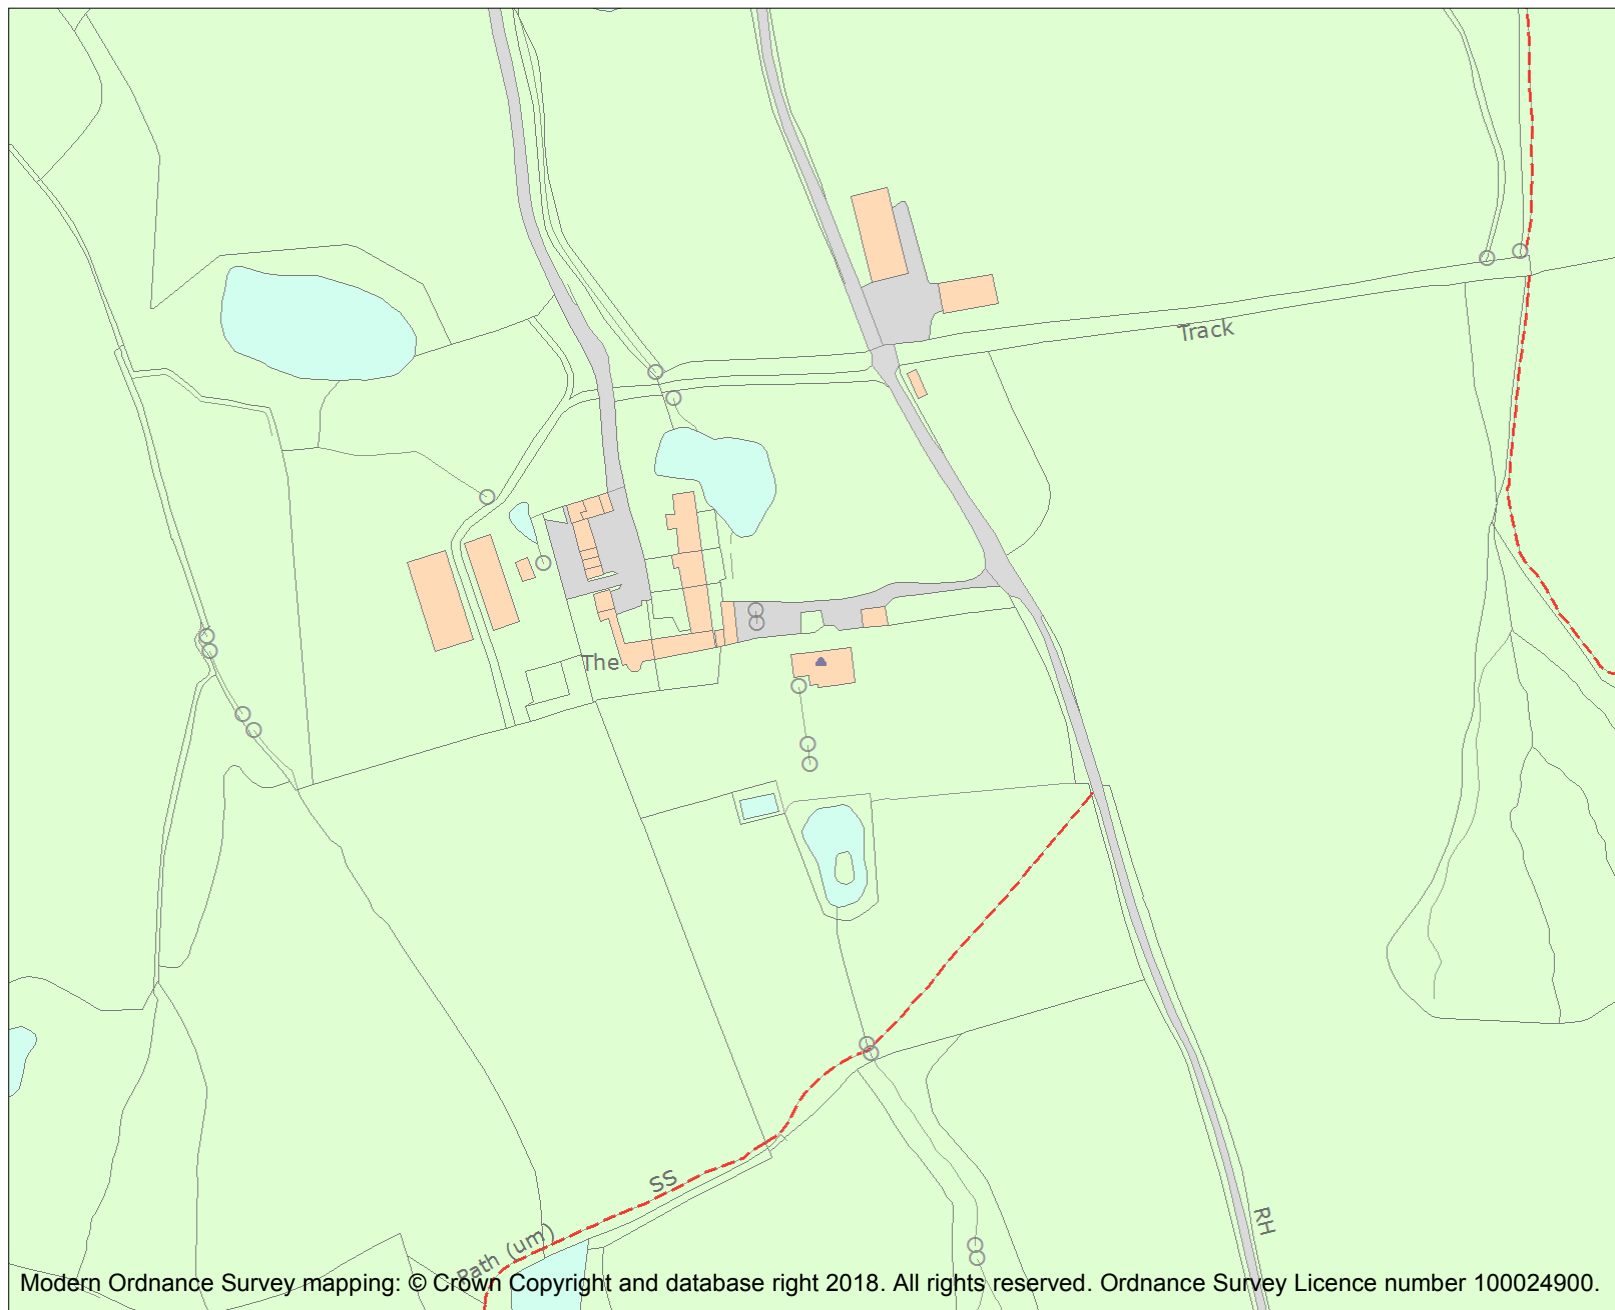 Track
The
SS
RH
Path (um)
Modern Ordnance Survey mapping: © Crown Copyright and database right 2018. All rights reserved. Ordnance Survey Licence number 100024900.